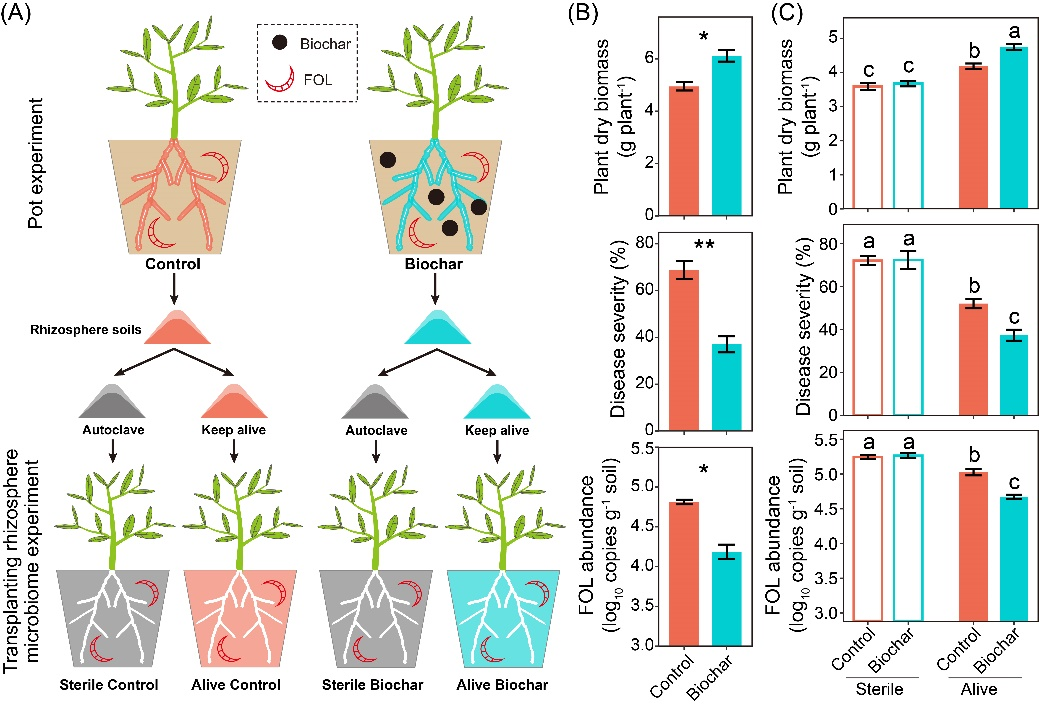 (A)
Biochar
FOL
Pot experiment
Control
Biochar
Rhizosphere soils
Autoclave
Keep alive
Autoclave
Keep alive
Transplanting rhizosphere
microbiome experiment
Sterile Control
Alive Control
Sterile Biochar
Alive Biochar
(B)
Plant dry biomass
(g plant⁻¹)
6
4
2
0
*
Disease severity (%)
80
60
40
20
0
**
FOL abundance
(log₁₀ copies g⁻¹ soil)
5.5
5.0
4.5
4.0
3.5
3.0
*
Control
Biochar
(C)
Plant dry biomass
(g plant⁻¹)
5
4
3
2
1
0
c
c
b
a
Disease severity (%)
80
60
40
20
0
a
a
b
c
FOL abundance
(log₁₀ copies g⁻¹ soil)
5.5
5.0
4.5
4.0
3.5
3.0
a
a
b
c
Control
Biochar
Control
Biochar
Sterile
Alive